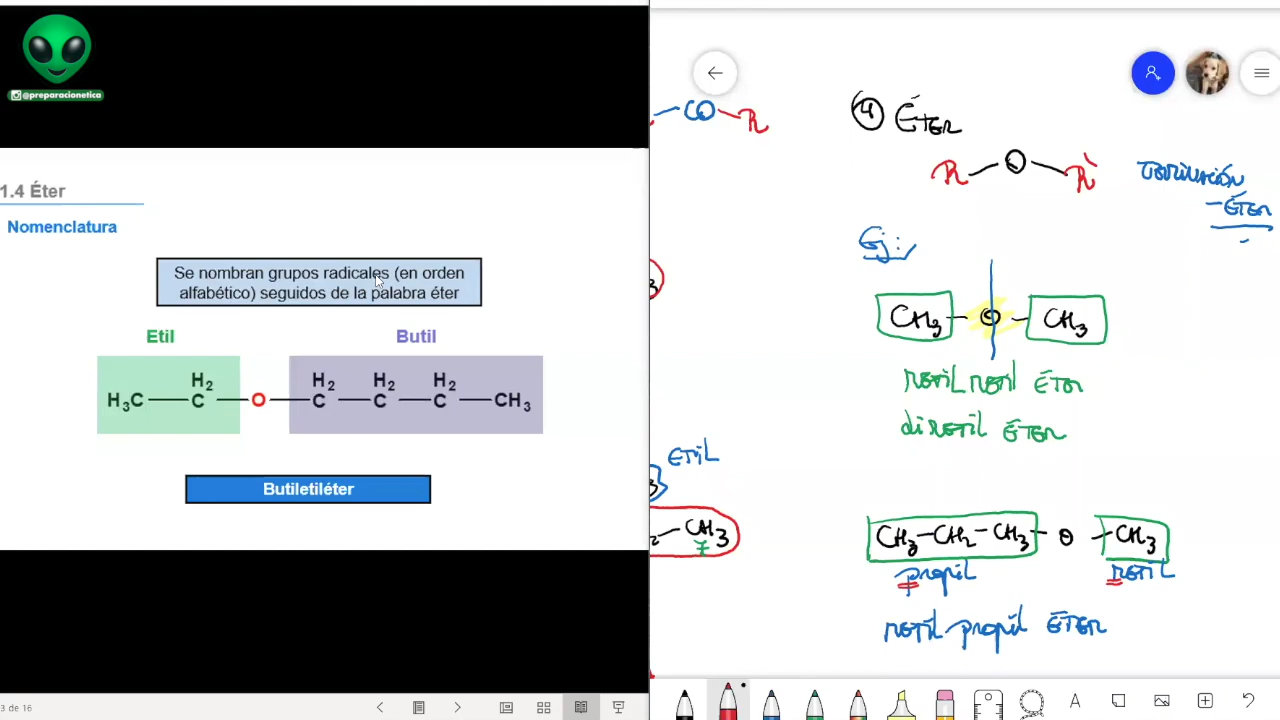 @preparacionetica
1.4 Éter
Nomenclatura
Se nombran grupos radicales (en orden
alfabético) seguidos de la palabra éter
Etil
Butil
H₃C — C H₂ — O — C H₂ — C H₂ — C H₂ — CH₃
Butiletiléter
3 de 16
CO — R
④ ÉTER
R — O — R`
terminación
-ÉTER
Ej:
CH₃ — O — CH₃
metil metil ÉTER
dimetil ÉTER
ETIL
CH₃
7
CH₃ — CH₂ — CH₃ — O — CH₃
propil
metil
metil propil ÉTER
A